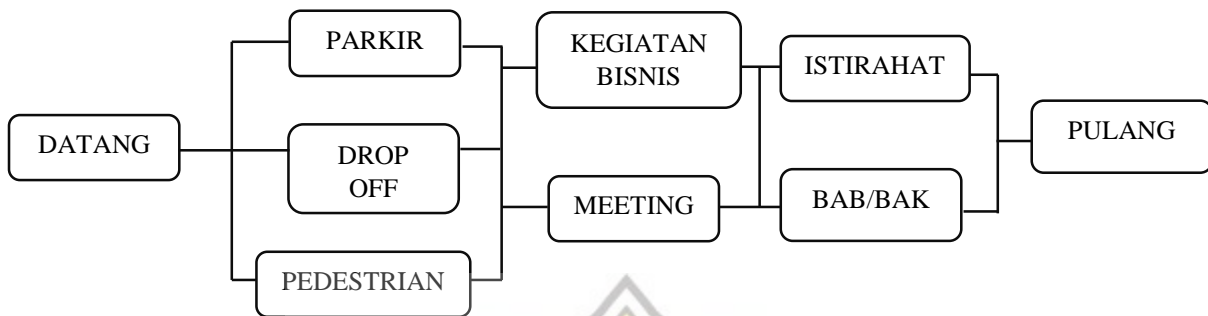 DATANG
PARKIR
DROP
OFF
PEDESTRIAN
KEGIATAN
BISNIS
MEETING
ISTIRAHAT
BAB/BAK
PULANG